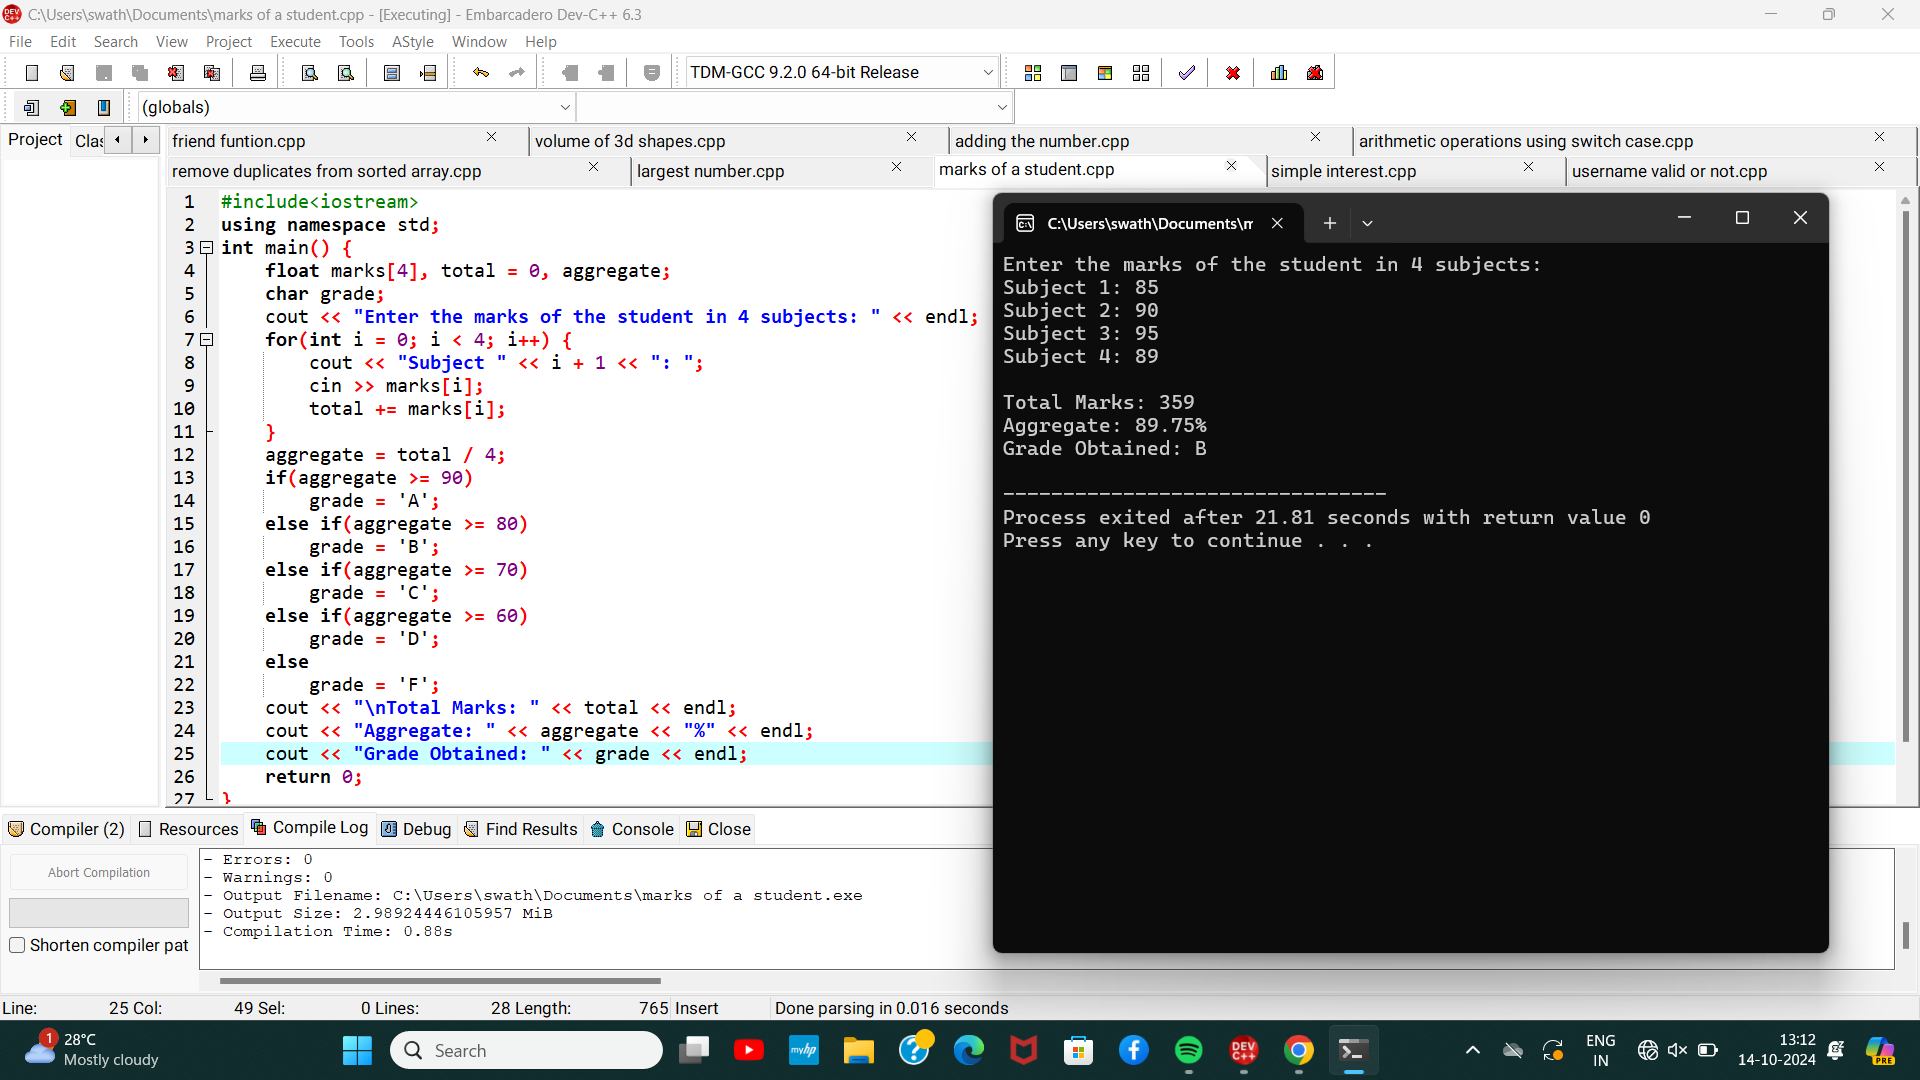 C:\Users\swath\Documents\marks of a student.cpp - [Executing] - Embarcadero Dev-C++ 6.3
File Edit Search View Project Execute Tools AStyle Window Help
TDM-GCC 9.2.0 64-bit Release
(globals)
Project Clas
friend funtion.cpp volume of 3d shapes.cpp adding the number.cpp arithmetic operations using switch case.cpp
remove duplicates from sorted array.cpp largest number.cpp marks of a student.cpp simple interest.cpp username valid or not.cpp
1 #include<iostream>
2 using namespace std;
3 int main() {
4 float marks[4], total = 0, aggregate;
5 char grade;
6 cout << "Enter the marks of the student in 4 subjects: " << endl;
7 for(int i = 0; i < 4; i++) {
8 cout << "Subject " << i + 1 << ": ";
9 cin >> marks[i];
10 total += marks[i];
11 }
12 aggregate = total / 4;
13 if(aggregate >= 90)
14 grade = 'A';
15 else if(aggregate >= 80)
16 grade = 'B';
17 else if(aggregate >= 70)
18 grade = 'C';
19 else if(aggregate >= 60)
20 grade = 'D';
21 else
22 grade = 'F';
23 cout << "\nTotal Marks: " << total << endl;
24 cout << "Aggregate: " << aggregate << "%" << endl;
25 cout << "Grade Obtained: " << grade << endl;
26 return 0;
27 }
C:\Users\swath\Documents\m
Enter the marks of the student in 4 subjects:
Subject 1: 85
Subject 2: 90
Subject 3: 95
Subject 4: 89
Total Marks: 359
Aggregate: 89.75%
Grade Obtained: B
--------------------------------
Process exited after 21.81 seconds with return value 0
Press any key to continue . . .
Compiler (2) Resources Compile Log Debug Find Results Console Close
Abort Compilation
Shorten compiler pat
- Errors: 0
- Warnings: 0
- Output Filename: C:\Users\swath\Documents\marks of a student.exe
- Output Size: 2.98924446105957 MiB
- Compilation Time: 0.88s
Line: 25 Col: 49 Sel: 0 Lines: 28 Length: 765 Insert Done parsing in 0.016 seconds
1
28°C
Mostly cloudy
Search
myhp
DEV C++
ENG
IN
13:12
14-10-2024
PRE